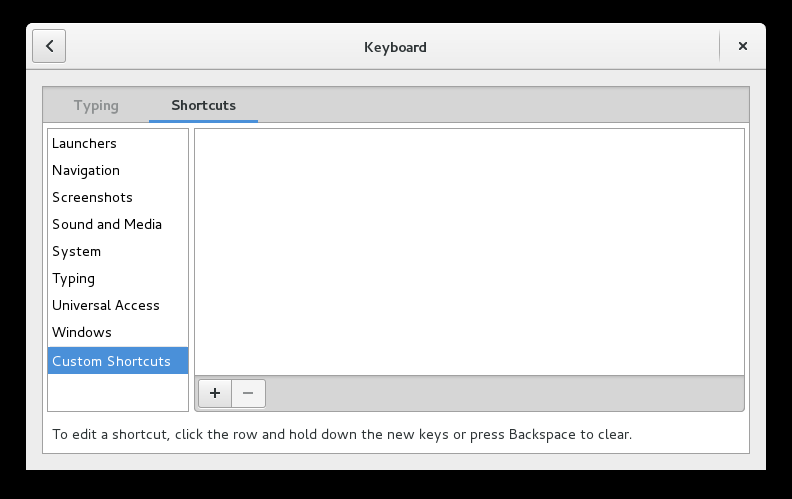 Keyboard
Typing
Shortcuts
Launchers
Navigation
Screenshots
Sound and Media
System
Typing
Universal Access
Windows
Custom Shortcuts
To edit a shortcut, click the row and hold down the new keys or press Backspace to clear.